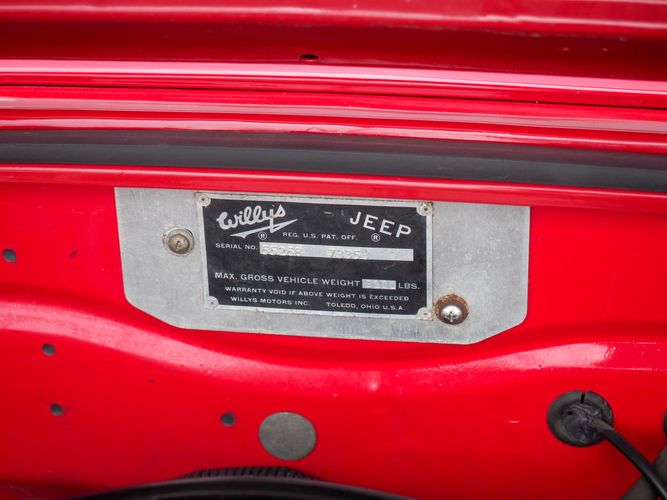 Willys JEEP
® REG. U.S. PAT. OFF. ®
SERIAL NO. 55268
MAX. GROSS VEHICLE WEIGHT LBS.
WARRANTY VOID IF ABOVE WEIGHT IS EXCEEDED
WILLYS MOTORS INC. TOLEDO, OHIO U.S.A.